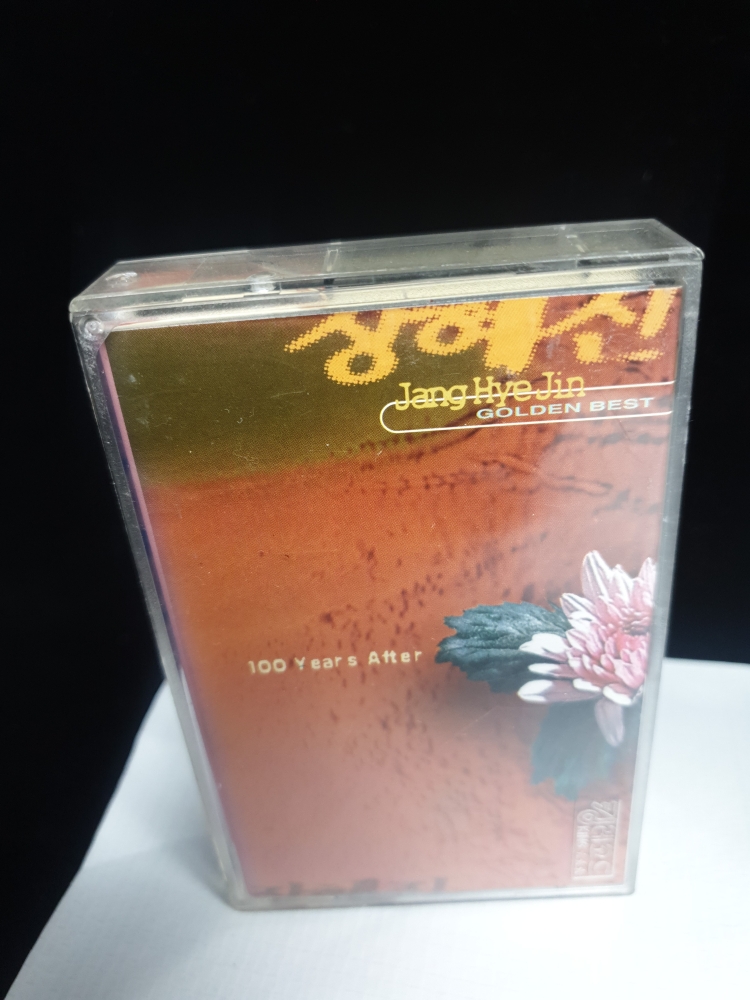 장혜진
Jang Hye Jin
GOLDEN BEST
100 Years After